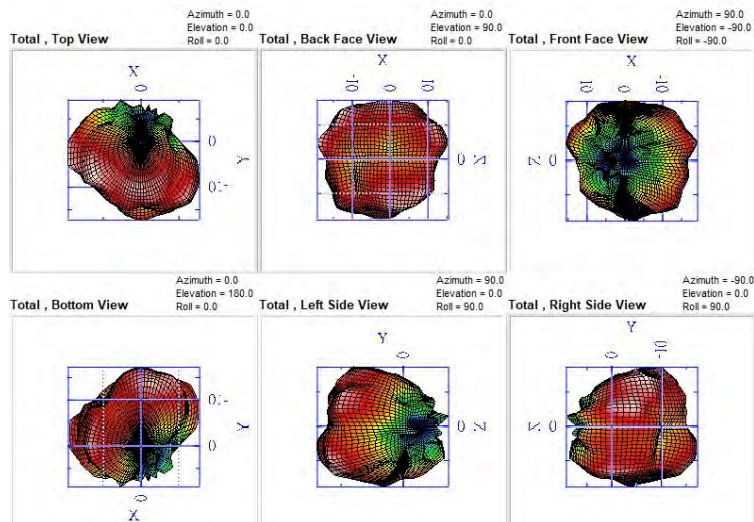 Azimuth = 0.0
Elevation = 0.0
Roll = 0.0
Total , Top View
X
0
0
Y
-10
Azimuth = 0.0
Elevation = 90.0
Roll = 0.0
Total , Back Face View
X
-10
0
10
0
Z
Azimuth = 90.0
Elevation = -90.0
Roll = -90.0
Total , Front Face View
X
10
0
-10
Z
0
Azimuth = 0.0
Elevation = 180.0
Roll = 0.0
Total , Bottom View
-10
Y
0
0
X
Azimuth = 90.0
Elevation = 0.0
Roll = 90.0
Total , Left Side View
Y
0
0
Z
Azimuth = -90.0
Elevation = 0.0
Roll = 90.0
Total , Right Side View
Y
0
-10
Z
0